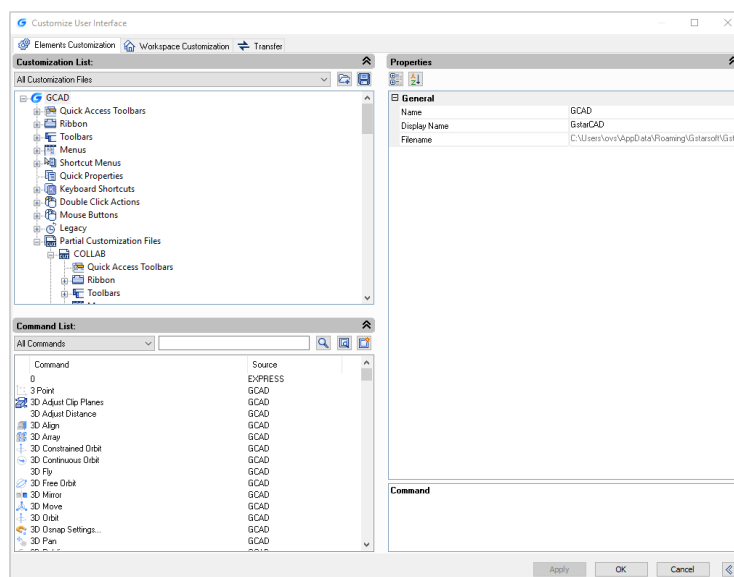 Customize User Interface
Elements Customization Workspace Customization Transfer
Customization List:
All Customization Files
GCAD
Quick Access Toolbars
Ribbon
Toolbars
Menus
Shortcut Menus
Quick Properties
Keyboard Shortcuts
Double Click Actions
Mouse Buttons
Legacy
Partial Customization Files
COLLAB
Quick Access Toolbars
Ribbon
Toolbars
Command List:
All Commands
Command Source
0 EXPRESS
3 Point GCAD
3D Adjust Clip Planes GCAD
3D Adjust Distance GCAD
3D Align GCAD
3D Array GCAD
3D Constrained Orbit GCAD
3D Continuous Orbit GCAD
3D Fly GCAD
3D Free Orbit GCAD
3D Mirror GCAD
3D Move GCAD
3D Orbit GCAD
3D Osnap Settings... GCAD
3D Pan GCAD
Properties
General
Name GCAD
Display Name GstarCAD
Filename C:\Users\ovs\AppData\Roaming\Gstarsoft\Gst
Command
Apply OK Cancel